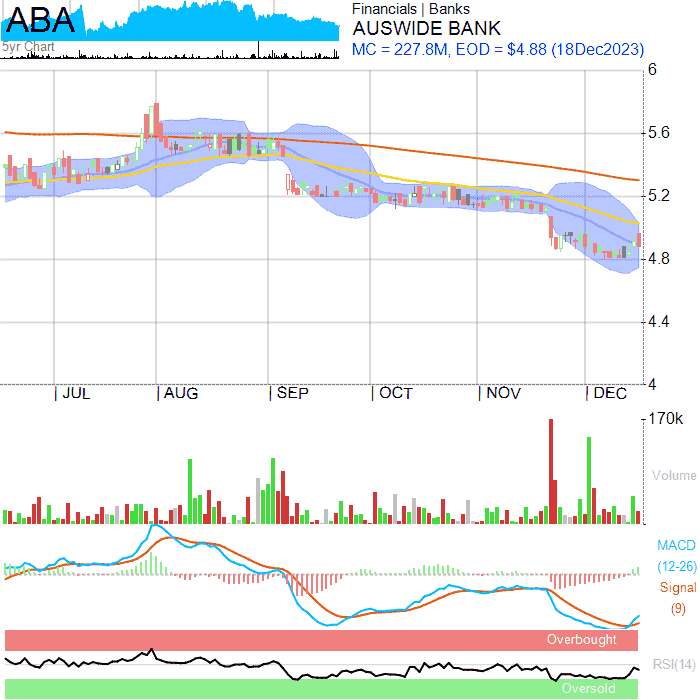 ABA
5yr Chart
Financials | Banks
AUSWIDE BANK
MC = 227.8M, EOD = $4.88 (18Dec2023)
6
5.6
5.2
4.8
4.4
4
JUL AUG SEP OCT NOV DEC
170k
Volume
MACD
(12-26)
Signal
(9)
Overbought
RSI(14)
Oversold